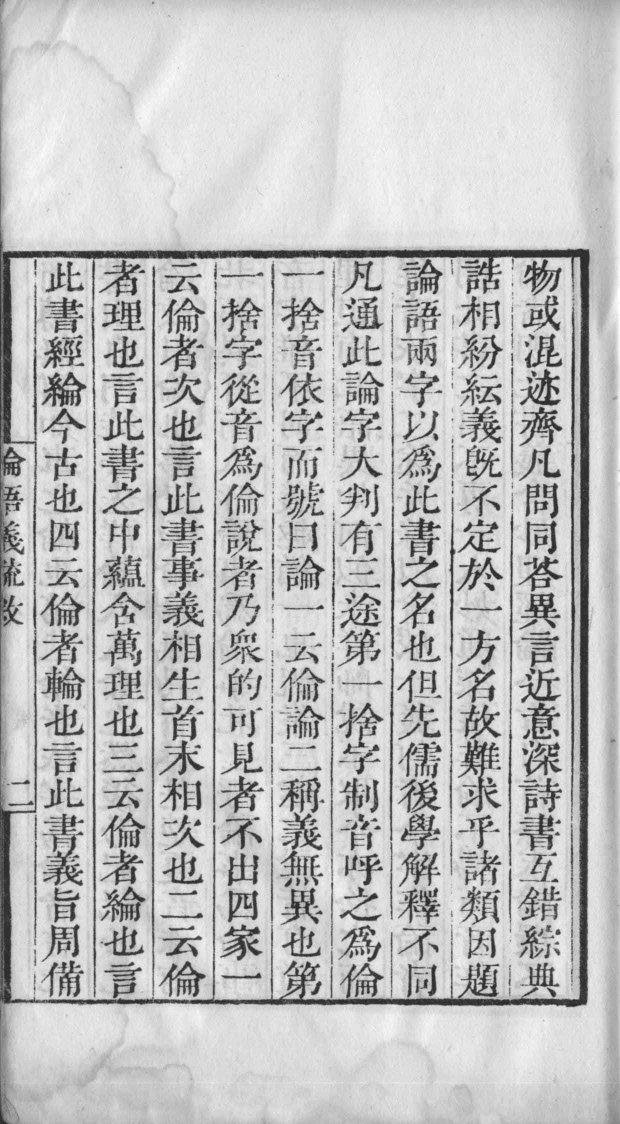 物或混迹齊凡問同荅異言近意深詩書互錯綜典
誥相紛紜義旣不定於一方名故難求乎諸類因題
論語兩字以爲此書之名也但先儒後學解釋不同
凡通此論字大判有三途第一捨字制音呼之爲倫
一捨音依字而號曰論一云倫論二稱義無異也第
一捨字從音爲倫說者乃衆的可見者不出四家一
云倫者次也言此書事義相生首末相次也二云倫
者理也言此書之中蘊含萬理也三云倫者綸也言
此書經綸今古也四云倫者輪也言此書義旨周備
論語義疏敘
二